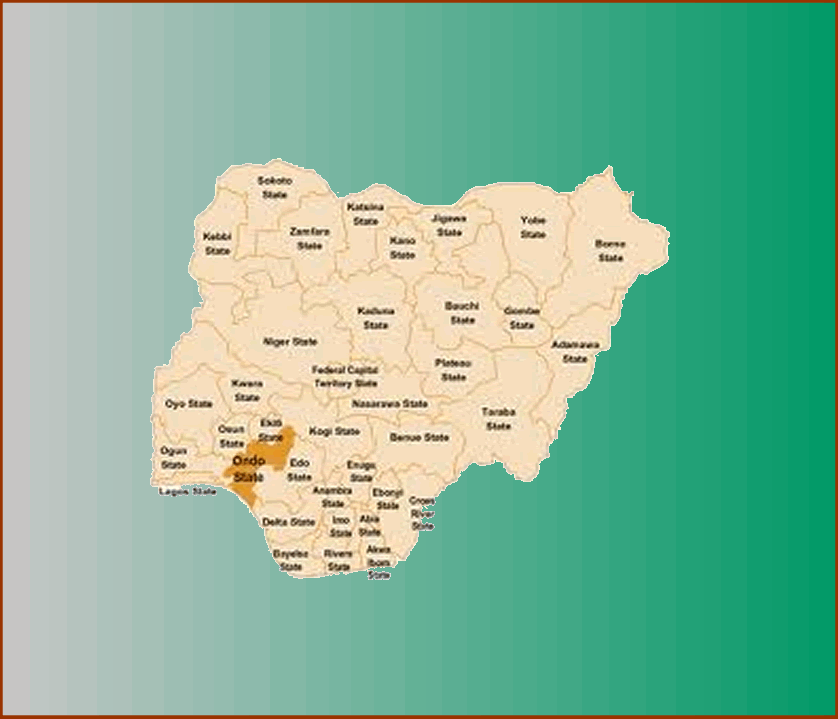 Sokoto
State
Katsina
State
Jigawa
State
Yobe
State
Zamfara
State
Kebbi
State
Kano
State
Borno
State
Kaduna
State
Bauchi
State
Gombe
State
Niger State
Adamawa
State
Federal Capital
Territory State
Plateau
State
Kwara
State
Oyo State
Nasarawa State
Taraba
State
Osun
State
Ekiti
State
Kogi State
Benue State
Ogun
State
Ondo
State
Edo
State
Enugu
State
Lagos State
Anambra
State
Ebonyi
State
Cross
River
State
Delta State
Imo
State
Abia
State
Bayelsa
State
Rivers
State
Akwa
Ibom
State